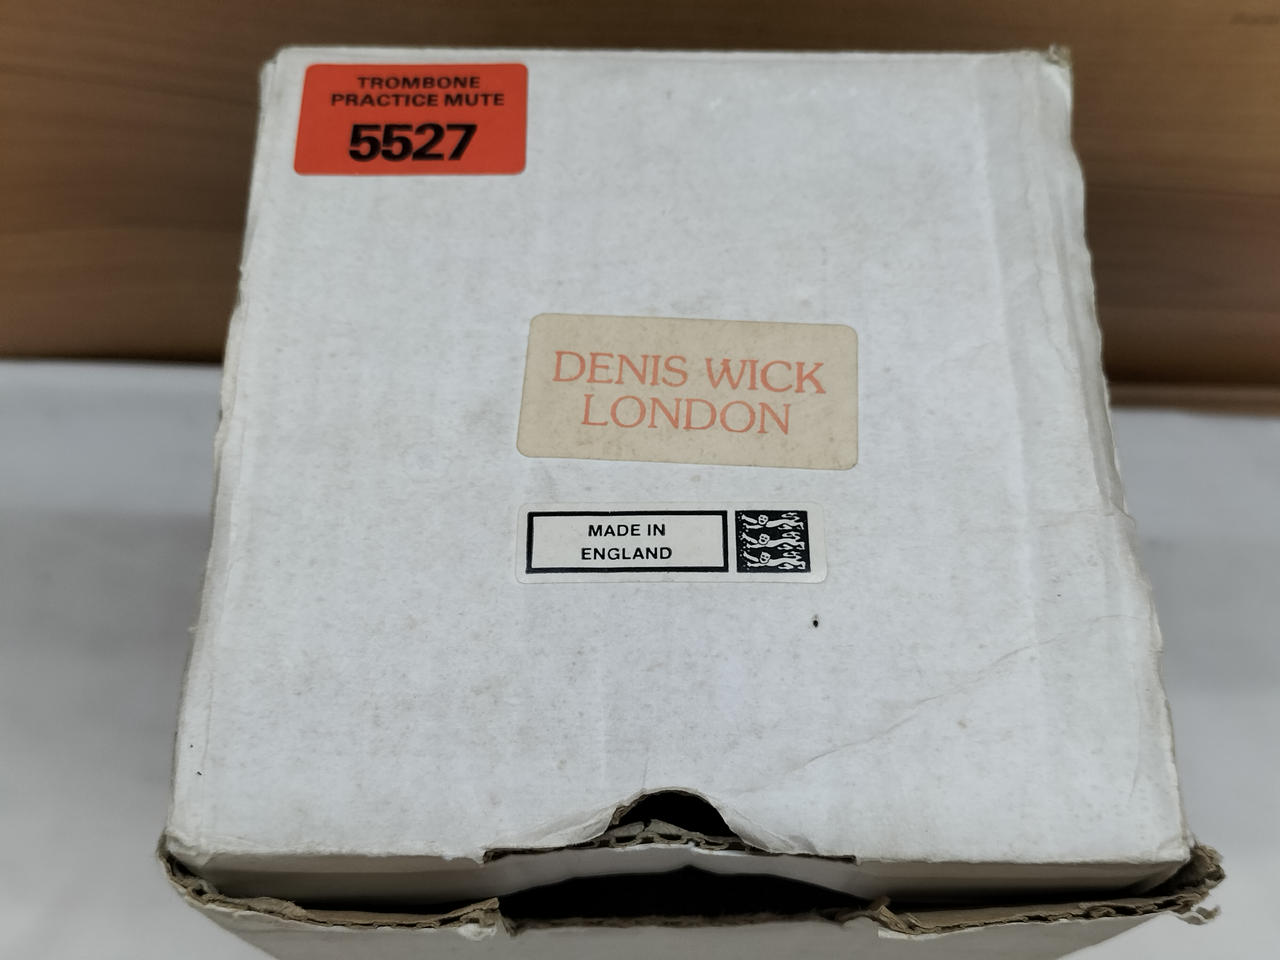 TROMBONE
PRACTICE MUTE
5527
DENIS WICK
LONDON
MADE IN
ENGLAND